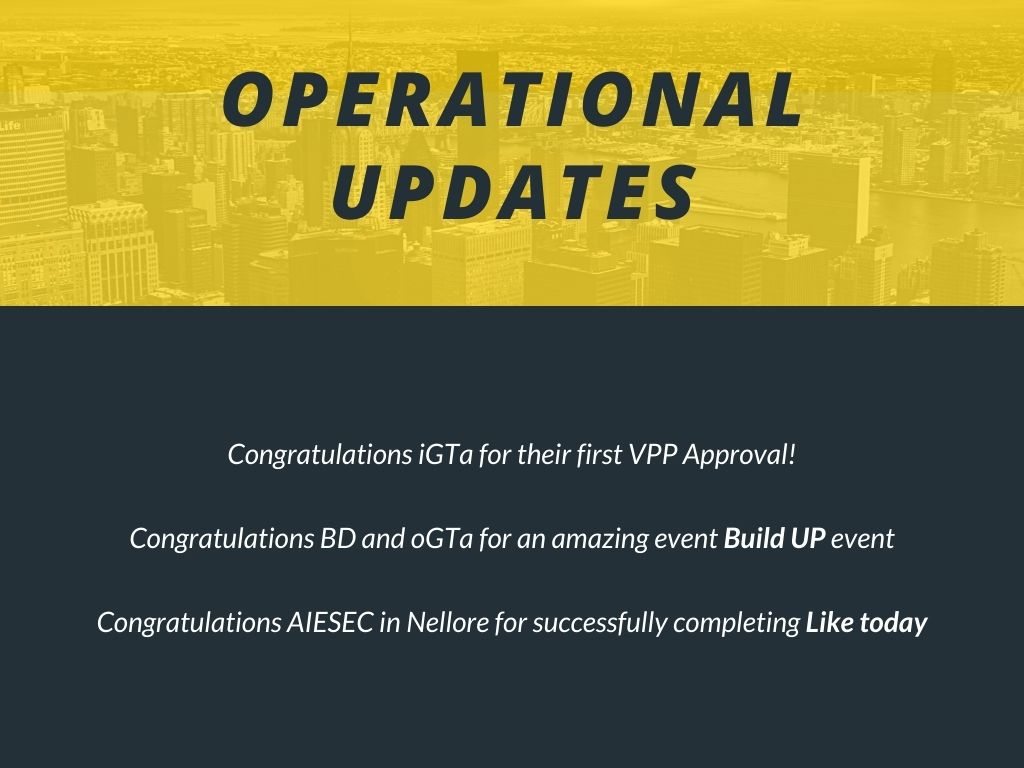 OPERATIONAL
UPDATES
Life
Congratulations iGTa for their first VPP Approval!
Congratulations BD and oGTa for an amazing event Build UP event
Congratulations AIESEC in Nellore for successfully completing Like today